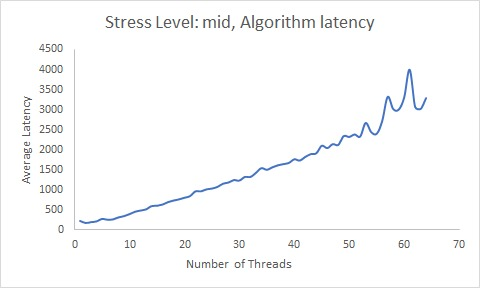 Stress Level: mid, Algorithm latency
4500
4000
3500
3000
2500
2000
1500
1000
500
0
Average Latency
0 10 20 30 40 50 60 70
Number of Threads